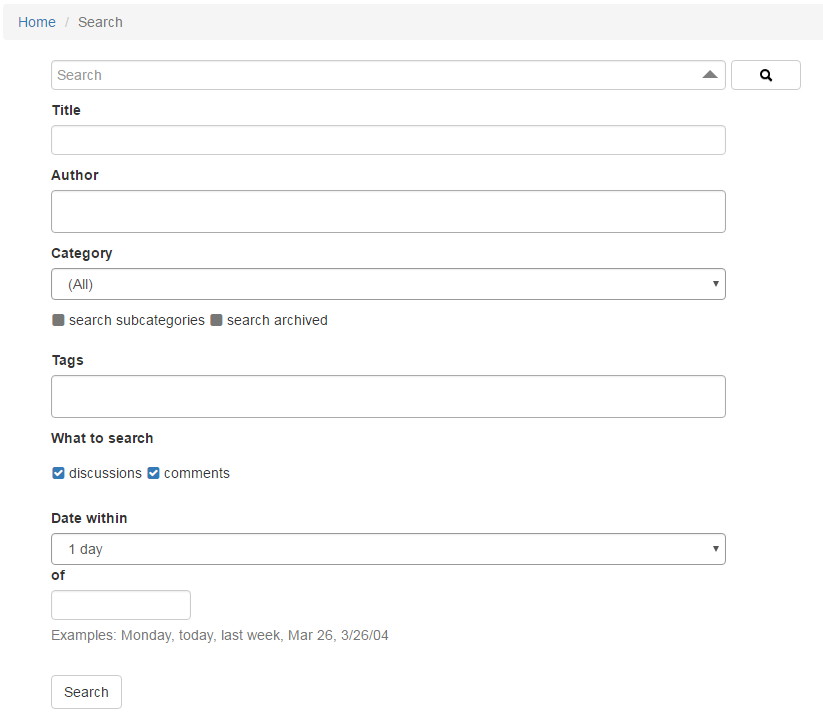 Home / Search
Search
Title
Author
Category
(All)
search subcategories search archived
Tags
What to search
discussions comments
Date within
1 day
of
Examples: Monday, today, last week, Mar 26, 3/26/04
Search